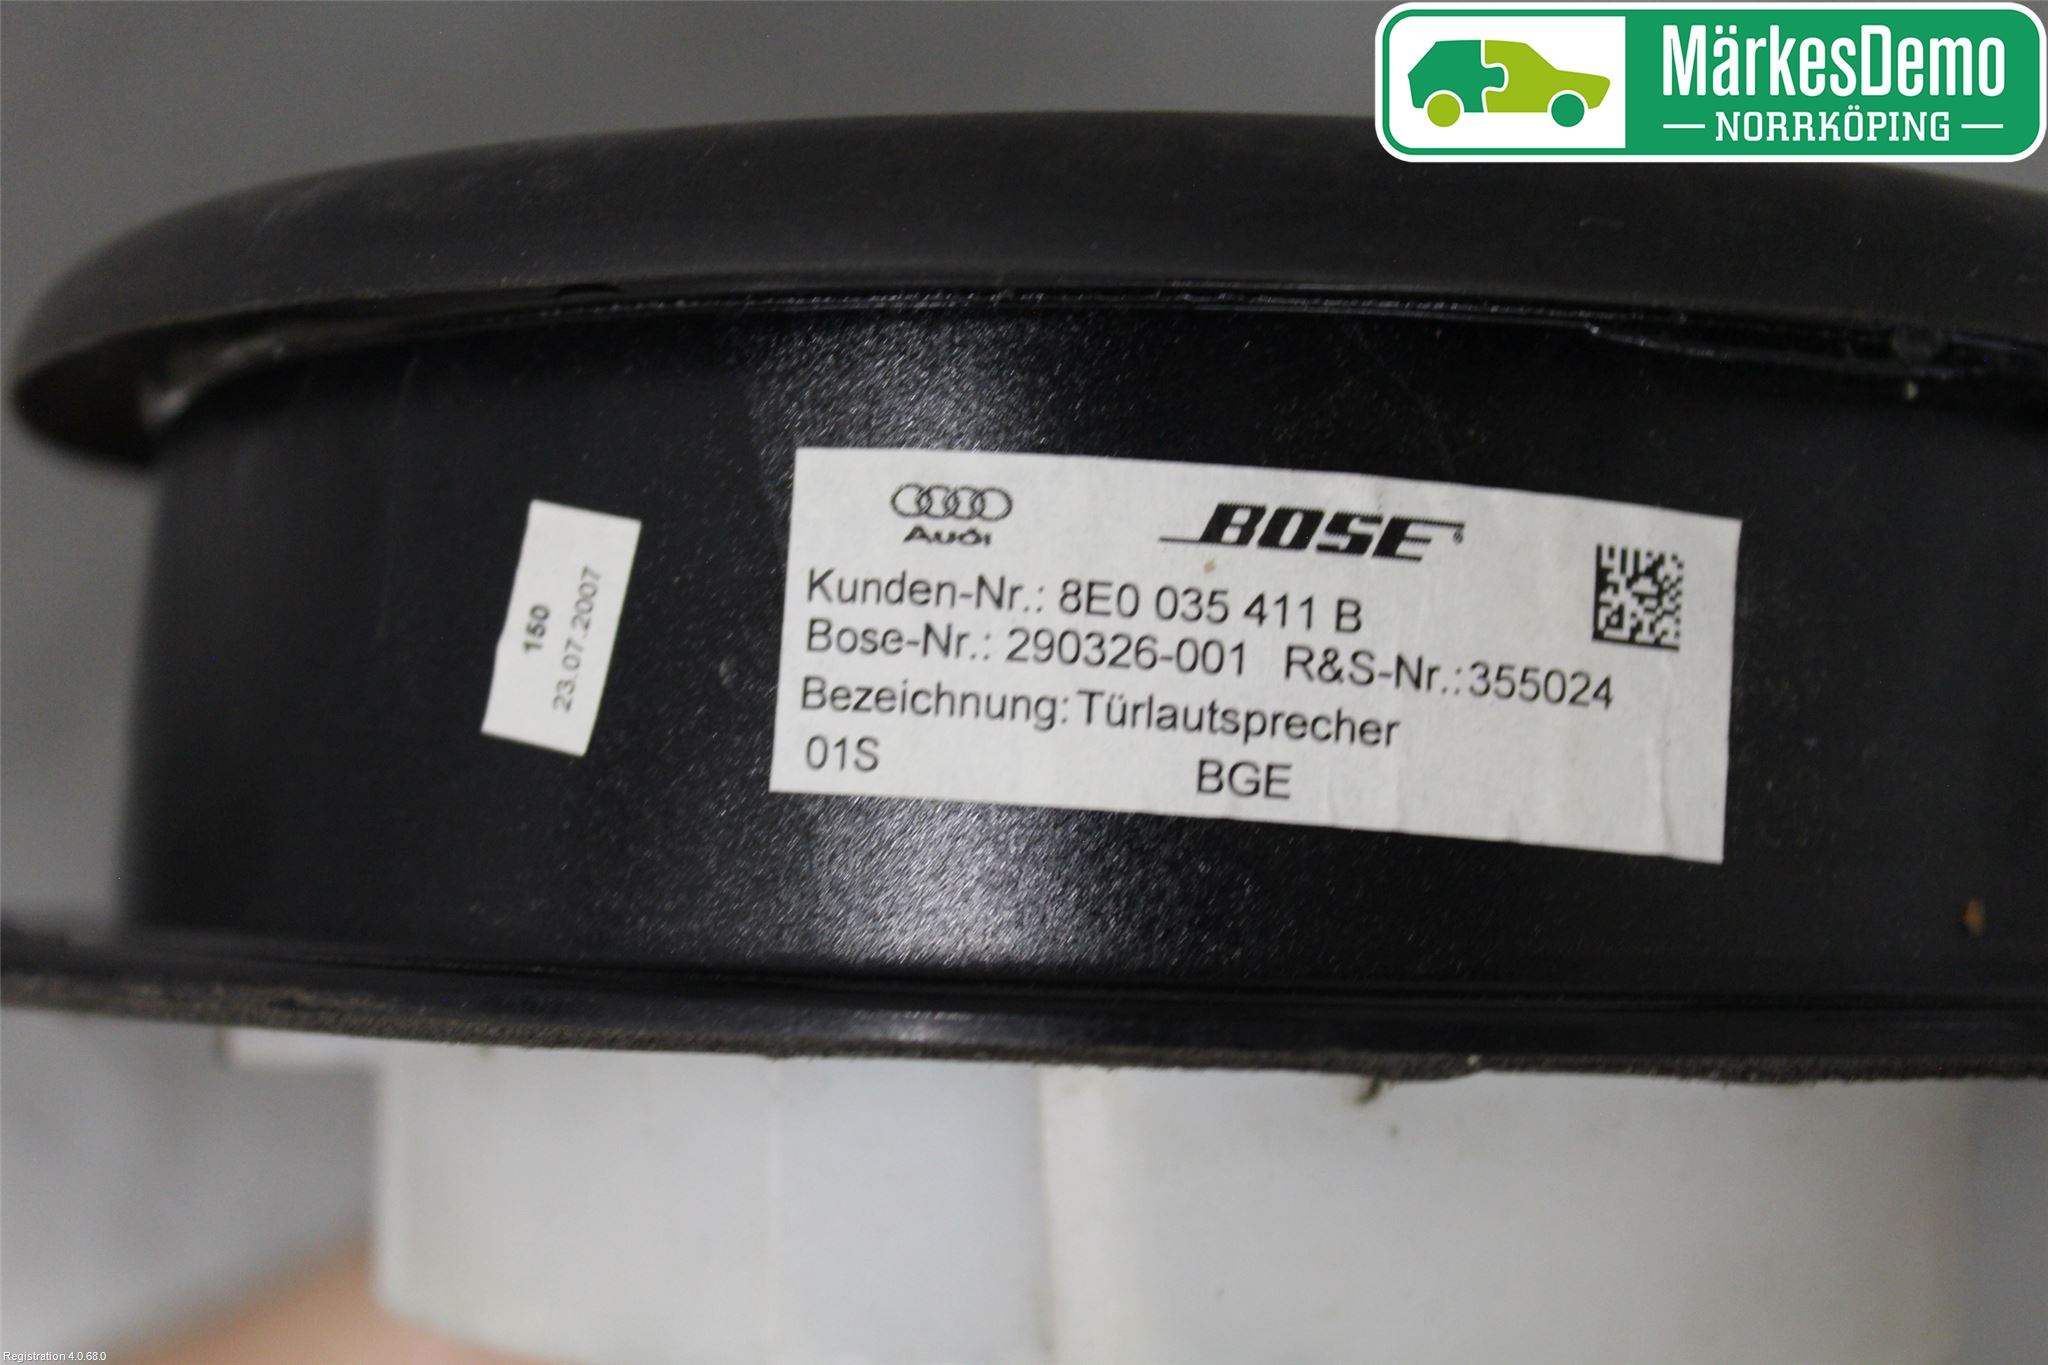 MärkesDemo
NORRKÖPING
Audi
BOSE®
Kunden-Nr.: 8E0 035 411 B
Bose-Nr.: 290326-001 R&S-Nr.:355024
Bezeichnung: Türlautsprecher
01S BGE
150
23.07.2007
Registration 4.0.68.0